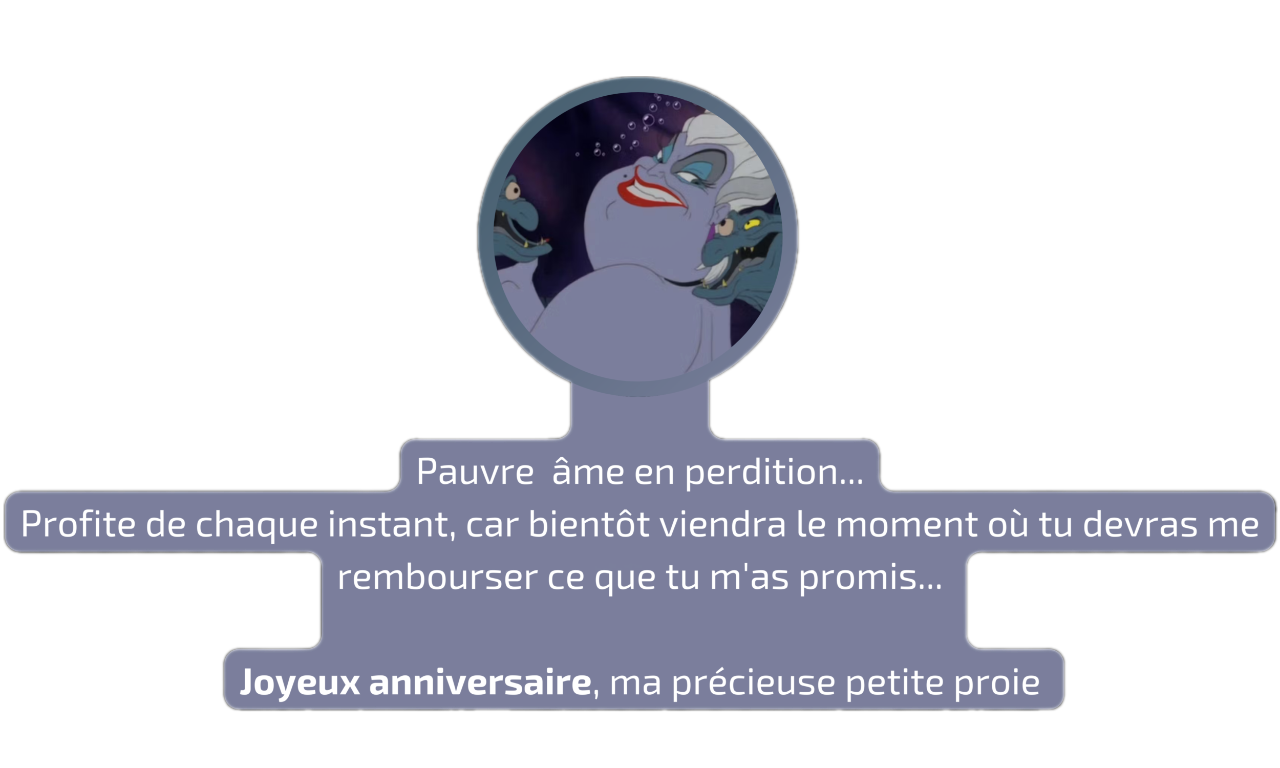 Pauvre  âme en perdition...
Profite de chaque instant, car bientôt viendra le moment où tu devras me
rembourser ce que tu m'as promis...
Joyeux anniversaire, ma précieuse petite proie